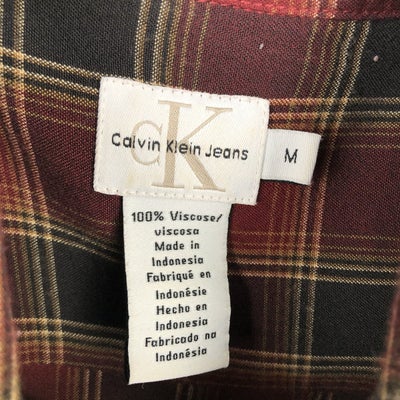 CK
Calvin Klein Jeans
M
100% Viscose/
viscosa
Made in
Indonesia
Fabriqué en
Indonésie
Hecho en
Indonesia
Fabricado na
Indonésia